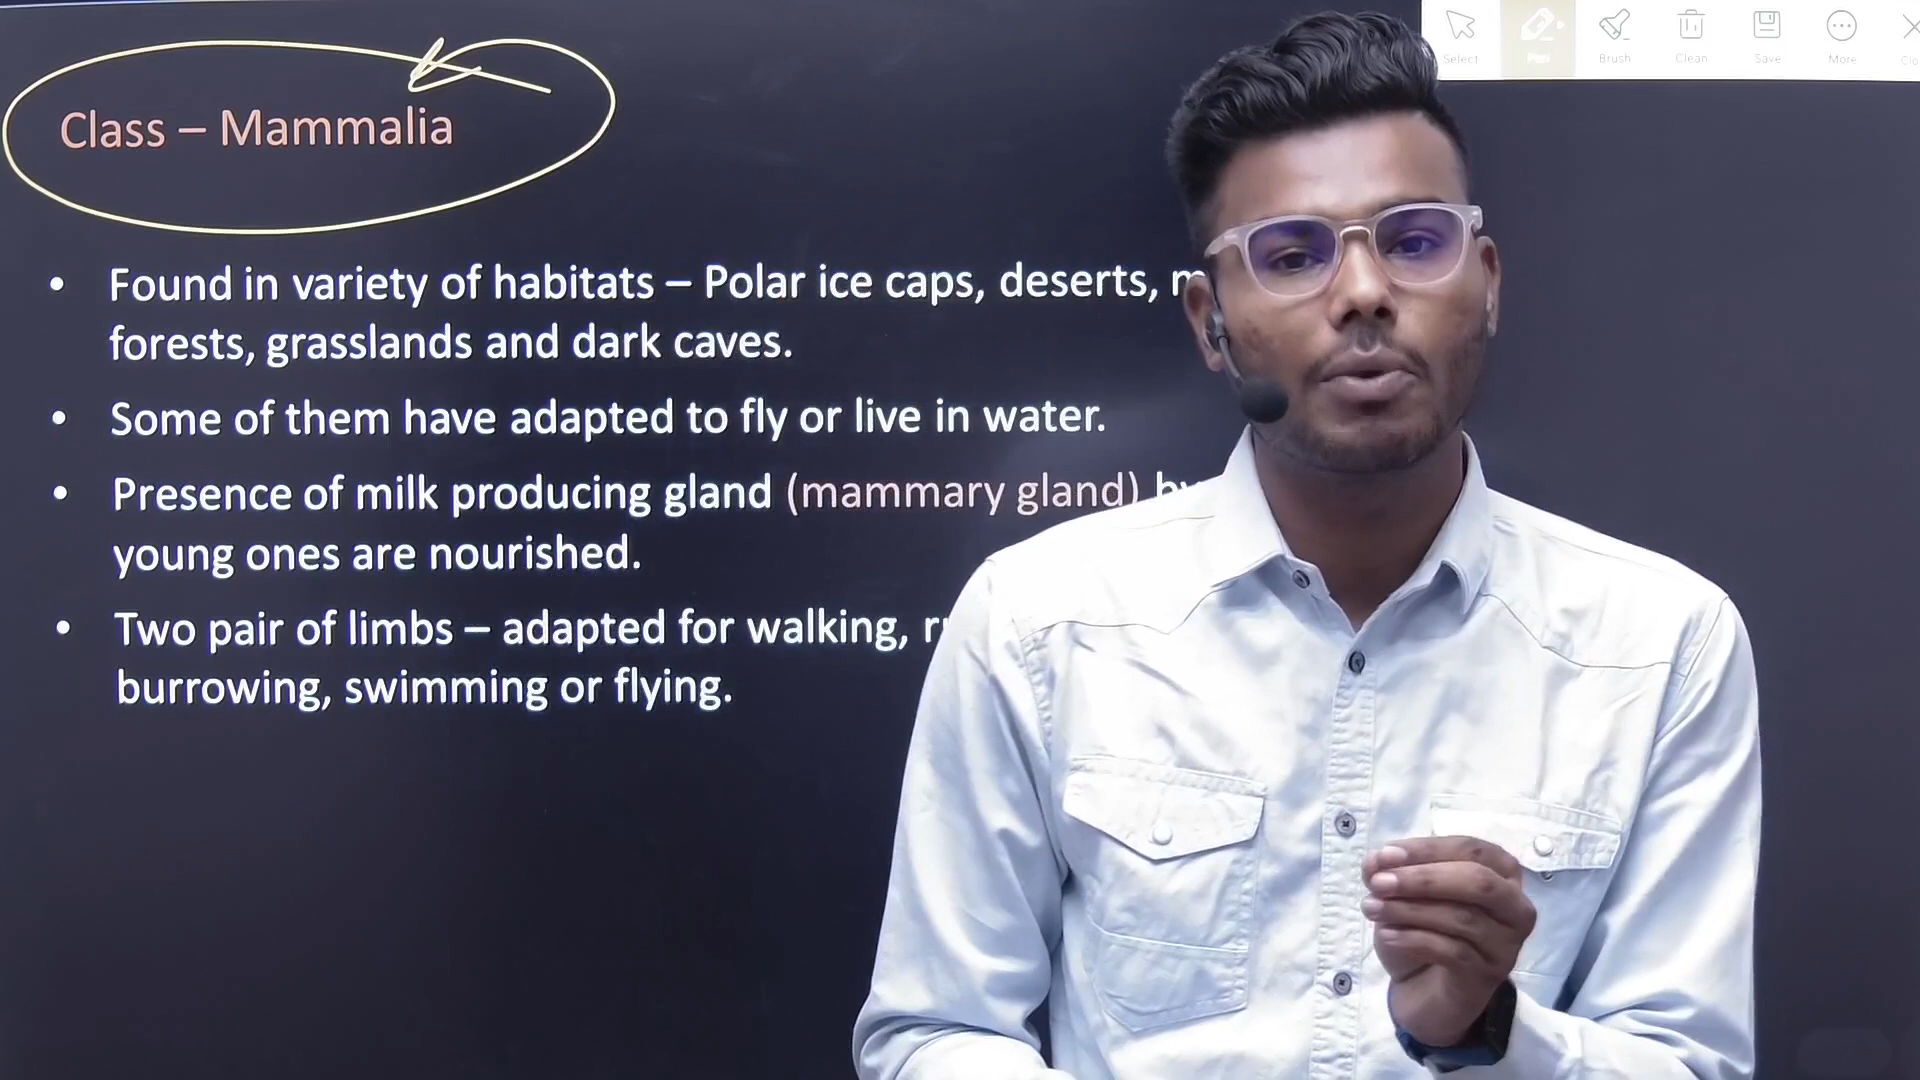 Select Pen Brush Clean Save More
Class – Mammalia
• Found in variety of habitats – Polar ice caps, deserts,
forests, grasslands and dark caves.
• Some of them have adapted to fly or live in water.
• Presence of milk producing gland (mammary gland)
young ones are nourished.
• Two pair of limbs – adapted for walking,
burrowing, swimming or flying.